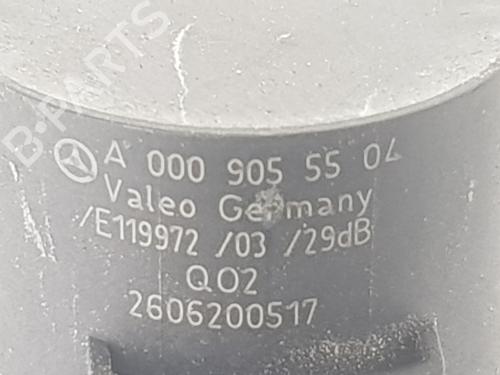 B-PARTS
A 000 905 55 04
Valeo Germany
/E119972 /03 /29dB
Q02
2606200517